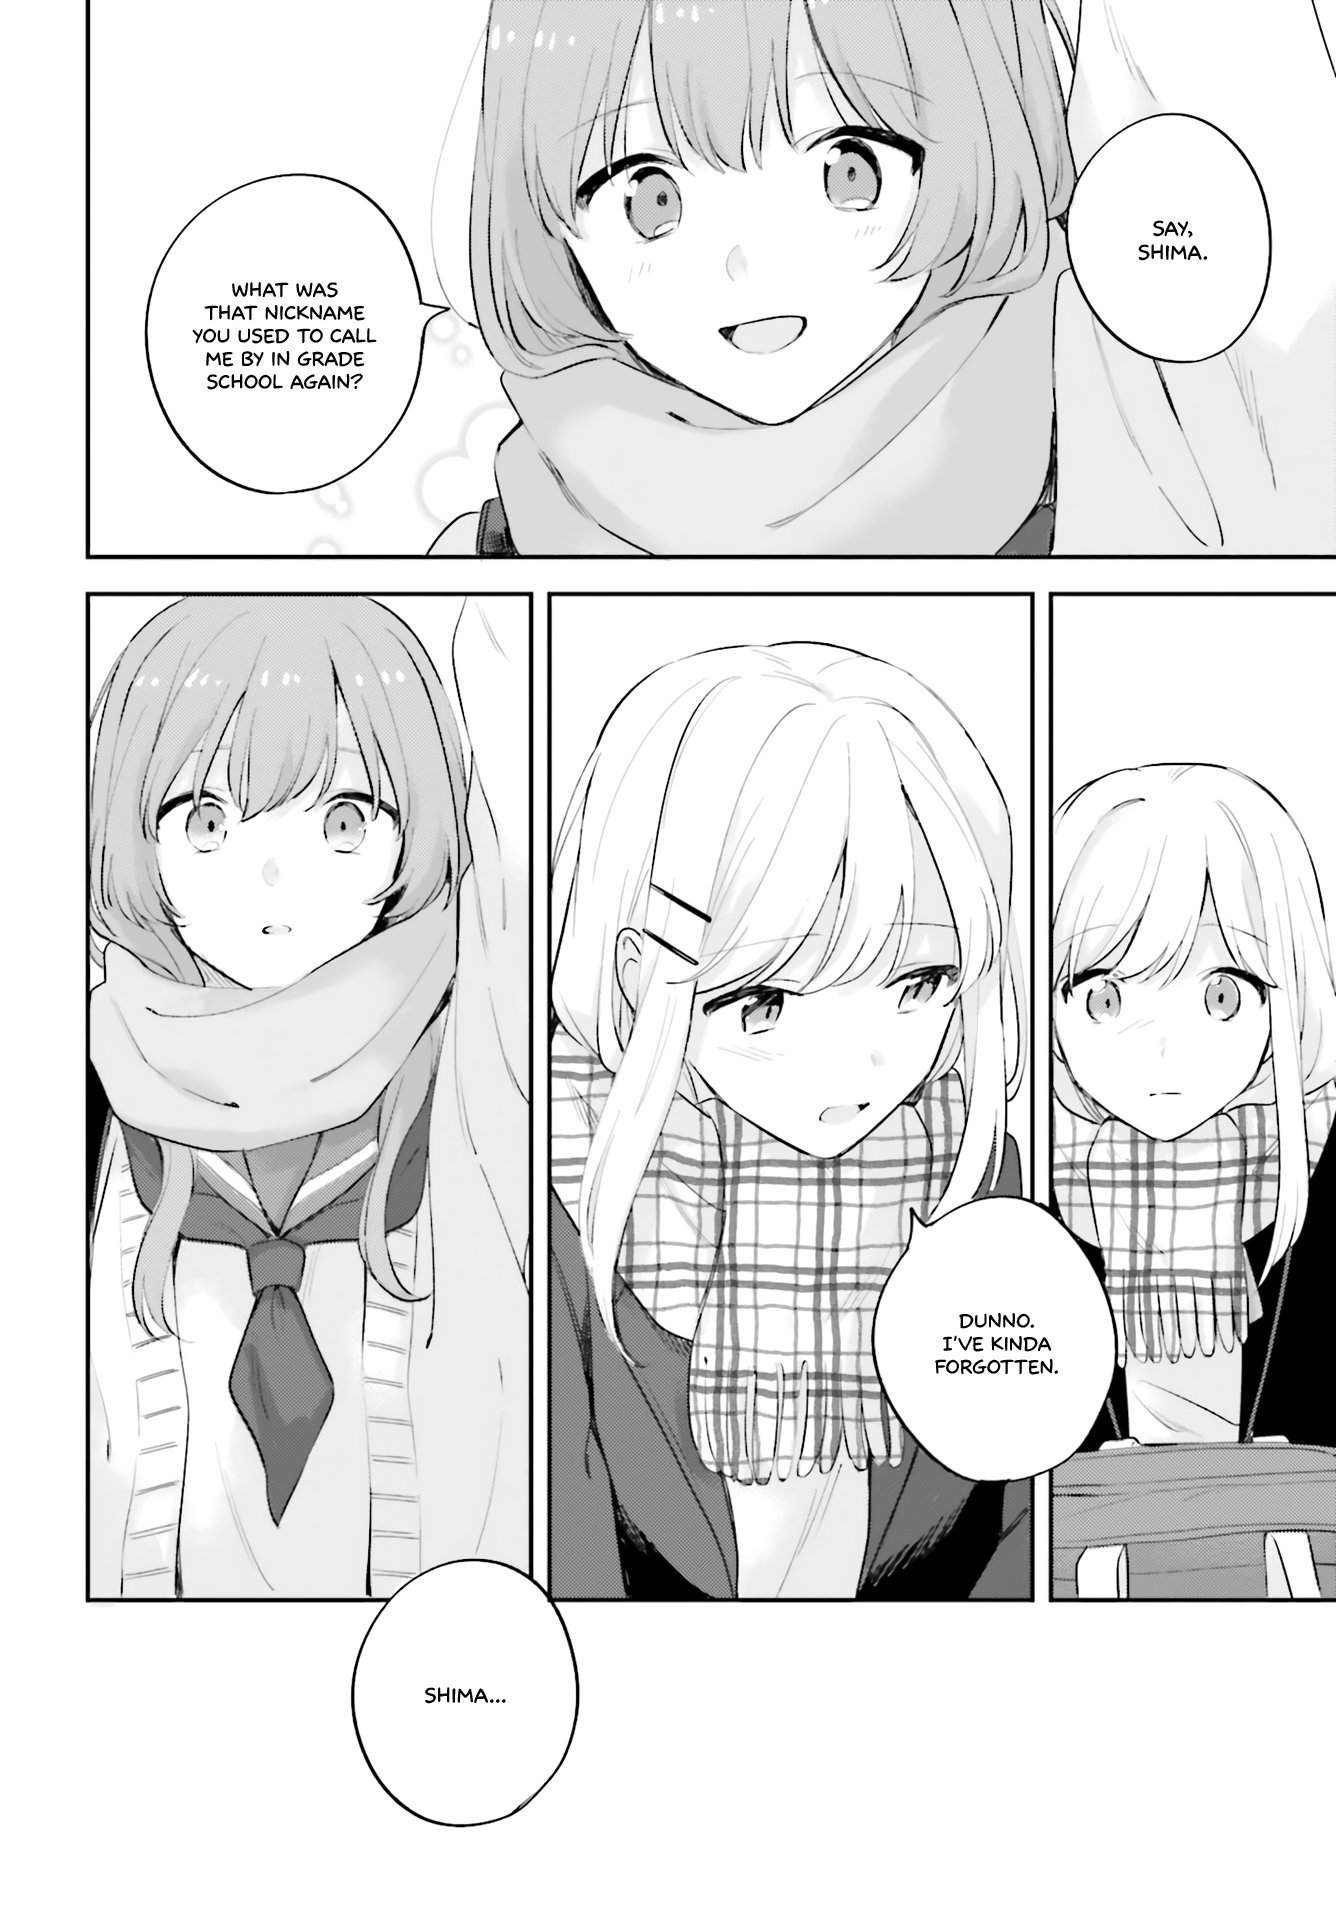 SAY,
SHIMA.
WHAT WAS
THAT NICKNAME
YOU USED TO CALL
ME BY IN GRADE
SCHOOL AGAIN?
DUNNO.
I'VE KINDA
FORGOTTEN.
SHIMA...